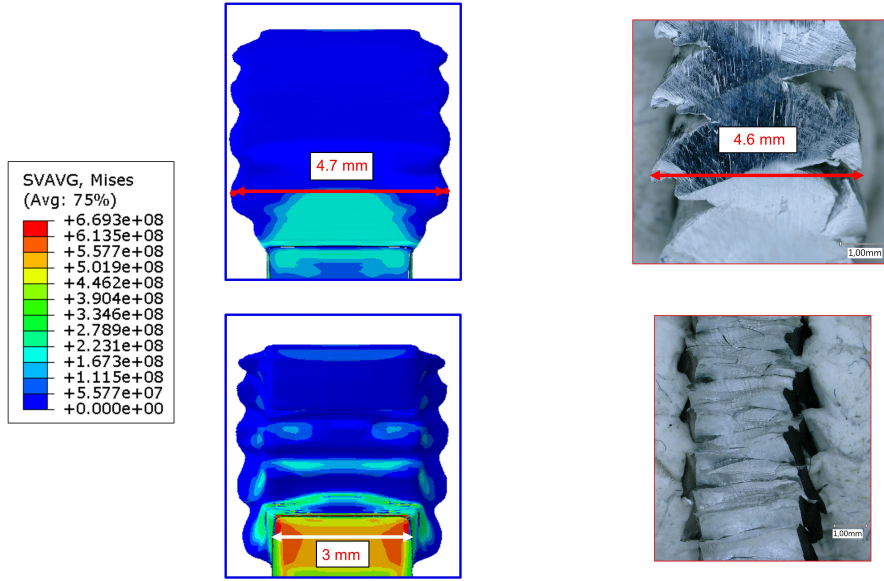 SVAVG, Mises
(Avg: 75%)
+6.693e+08
+6.135e+08
+5.577e+08
+5.019e+08
+4.462e+08
+3.904e+08
+3.346e+08
+2.789e+08
+2.231e+08
+1.673e+08
+1.115e+08
+5.577e+07
+0.000e+00
4.7 mm
4.6 mm
1,00mm
3 mm
1,00mm